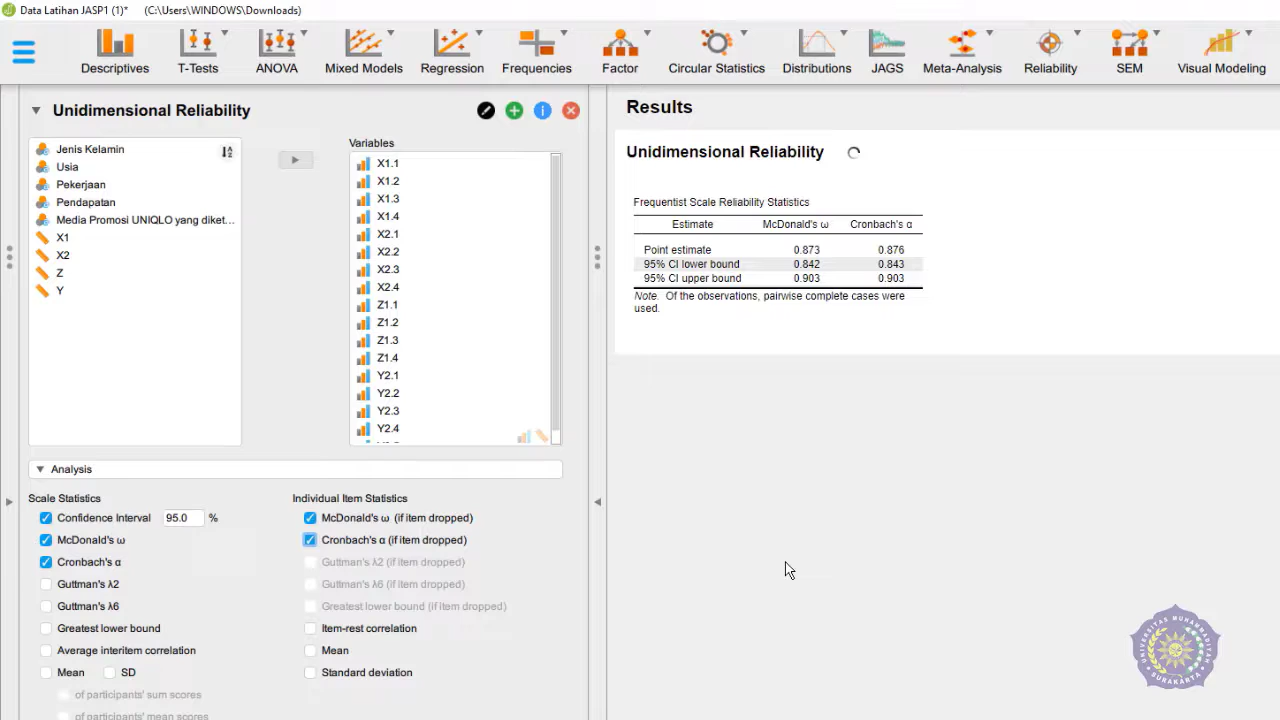 Data Latihan JASP1 (1)* (C:\Users\WINDOWS\Downloads)
Descriptives T-Tests ANOVA Mixed Models Regression Frequencies Factor Circular Statistics Distributions JAGS Meta-Analysis Reliability SEM Visual Modeling
Unidimensional Reliability
Jenis Kelamin
Usia
Pekerjaan
Pendapatan
Media Promosi UNIQLO yang diket...
X1
X2
Z
Y
Variables
X1.1
X1.2
X1.3
X1.4
X2.1
X2.2
X2.3
X2.4
Z1.1
Z1.2
Z1.3
Z1.4
Y2.1
Y2.2
Y2.3
Y2.4
Analysis
Scale Statistics
Confidence Interval 95.0 %
McDonald's ω
Cronbach's α
Guttman's λ2
Guttman's λ6
Greatest lower bound
Average interitem correlation
Mean SD
of participants' sum scores
of participants' mean scores
Individual Item Statistics
McDonald's ω (if item dropped)
Cronbach's α (if item dropped)
Guttman's λ2 (if item dropped)
Guttman's λ6 (if item dropped)
Greatest lower bound (if item dropped)
Item-rest correlation
Mean
Standard deviation
Results
Unidimensional Reliability
Frequentist Scale Reliability Statistics
Estimate McDonald's ω Cronbach's α
Point estimate 0.873 0.876
95% CI lower bound 0.842 0.843
95% CI upper bound 0.903 0.903
Note. Of the observations, pairwise complete cases were
used.
UNIVERSITAS MUHAMMADIYAH
SURAKARTA